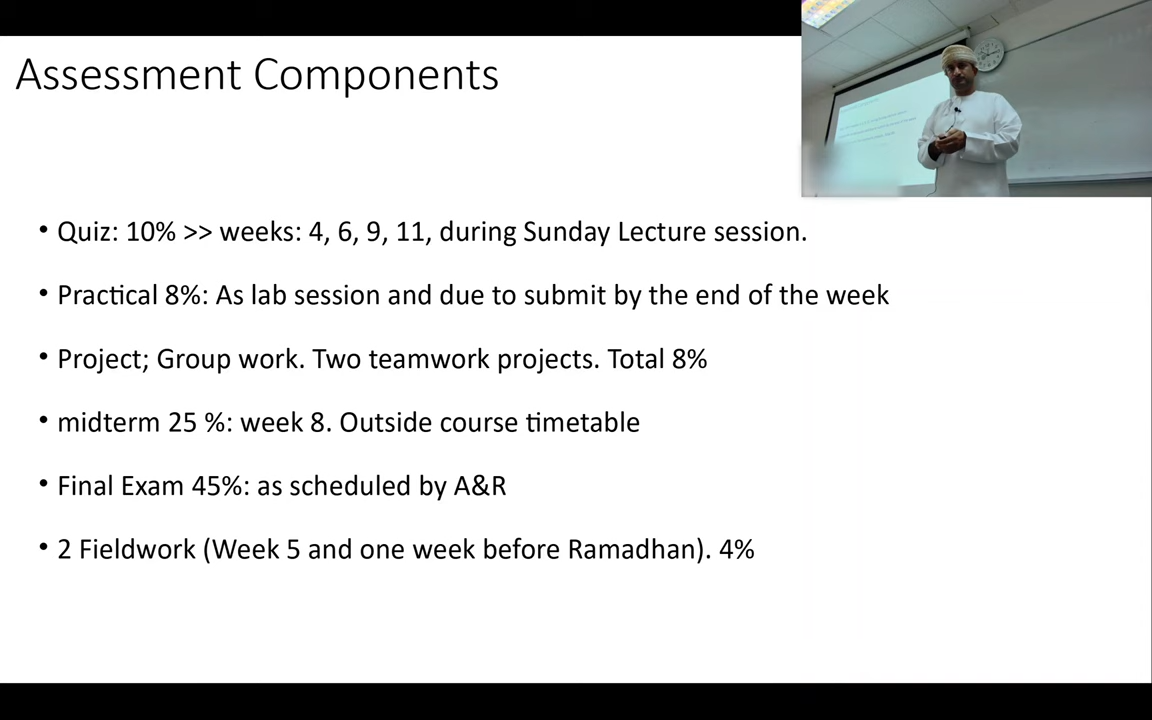 Assessment Components
• Quiz: 10% >> weeks: 4, 6, 9, 11, during Sunday Lecture session.
• Practical 8%: As lab session and due to submit by the end of the week
• Project; Group work. Two teamwork projects. Total 8%
• midterm 25 %: week 8. Outside course timetable
• Final Exam 45%: as scheduled by A&R
• 2 Fieldwork (Week 5 and one week before Ramadhan). 4%